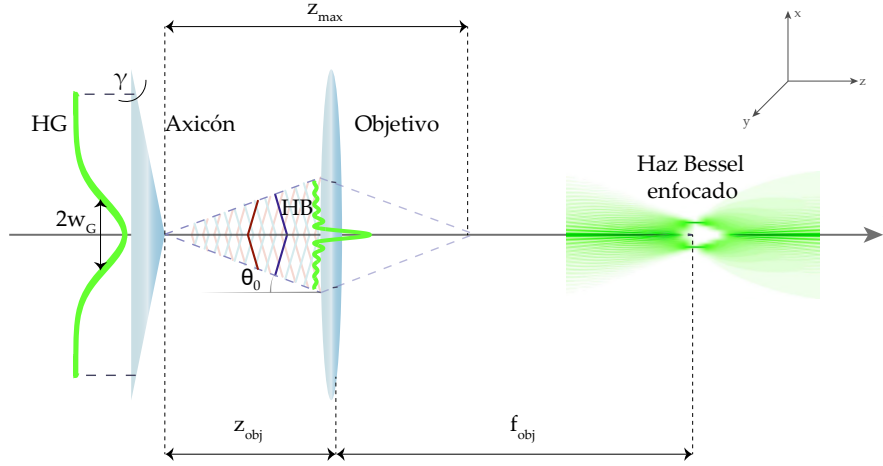 z_max
x
z
y
γ
HG
Axicón
Objetivo
Haz Bessel
enfocado
2w_G
HB
θ_0
z_obj
f_obj